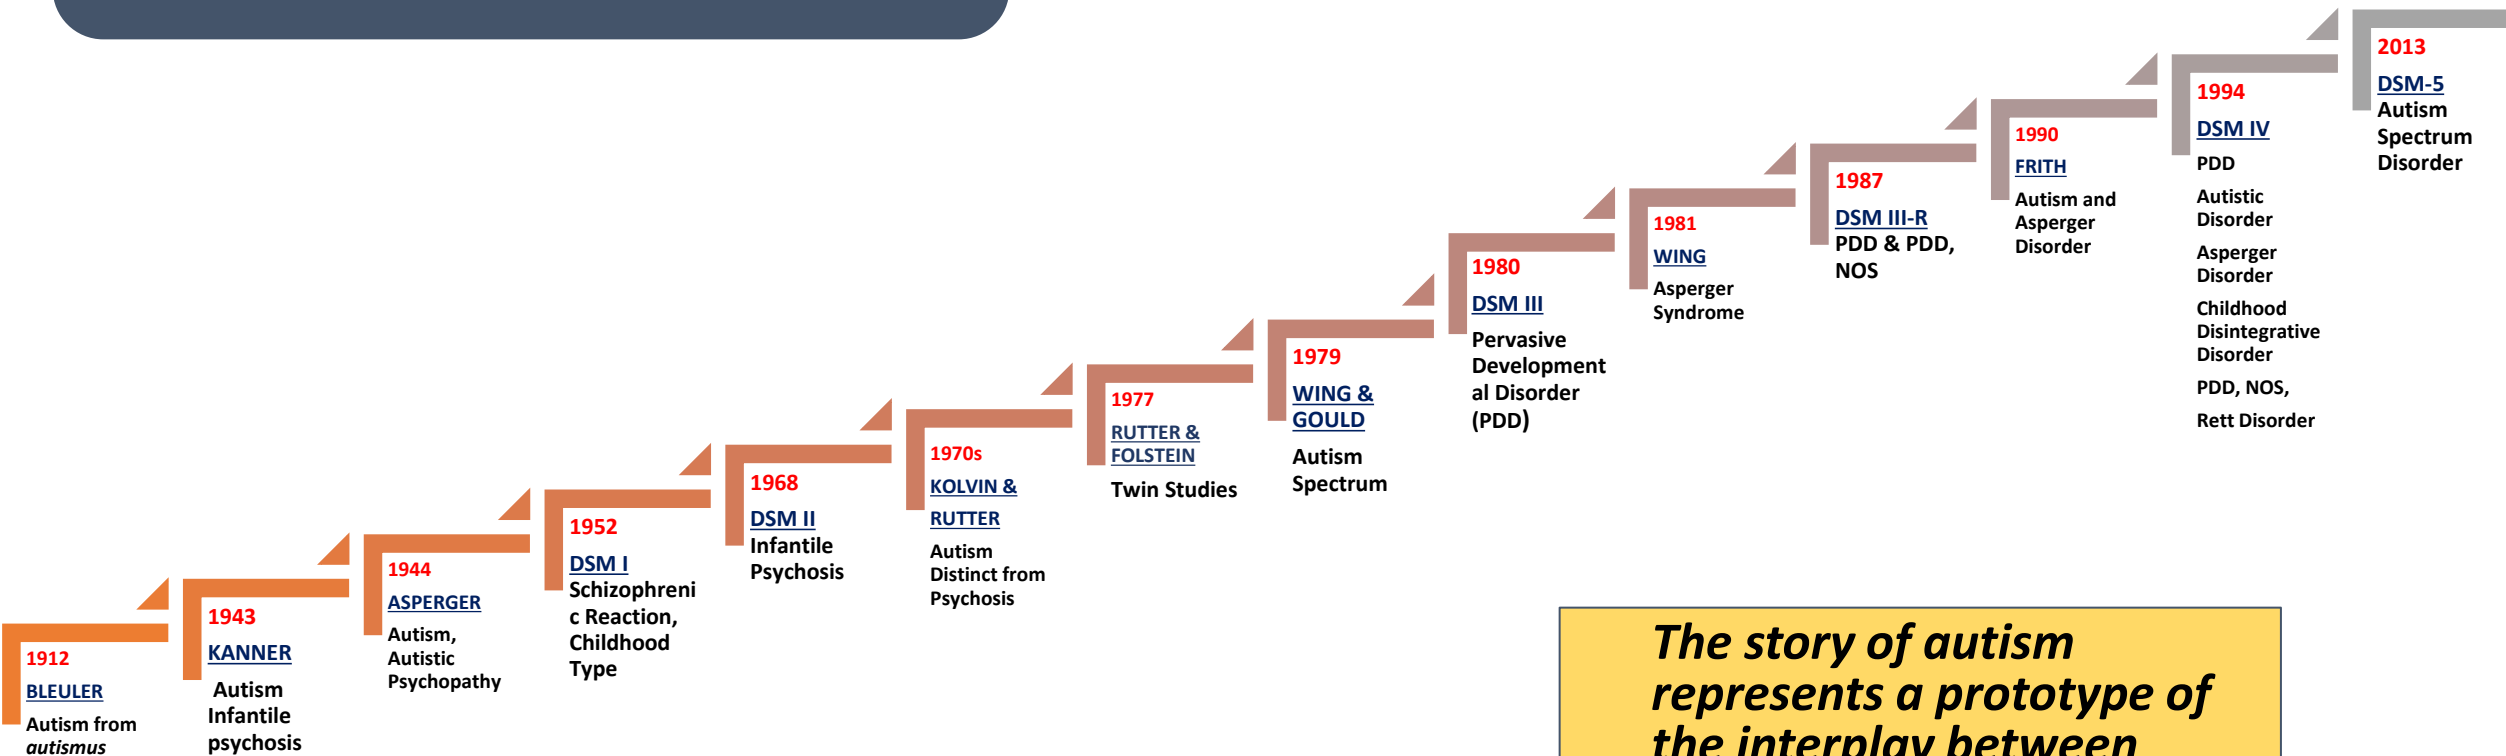 1912
BLEULER
Autism from
autismus
1943
KANNER
Autism
Infantile
psychosis
1944
ASPERGER
Autism,
Autistic
Psychopathy
1952
DSM I
Schizophreni
c Reaction,
Childhood
Type
1968
DSM II
Infantile
Psychosis
1970s
KOLVIN &
RUTTER
Autism
Distinct from
Psychosis
1977
RUTTER &
FOLSTEIN
Twin Studies
1979
WING &
GOULD
Autism
Spectrum
1980
DSM III
Pervasive
Development
al Disorder
(PDD)
1981
WING
Asperger
Syndrome
1987
DSM III-R
PDD & PDD,
NOS
1990
FRITH
Autism and
Asperger
Disorder
1994
DSM IV
PDD
Autistic
Disorder
Asperger
Disorder
Childhood
Disintegrative
Disorder
PDD, NOS,
Rett Disorder
2013
DSM-5
Autism
Spectrum
Disorder
The story of autism
represents a prototype of
the interplay between